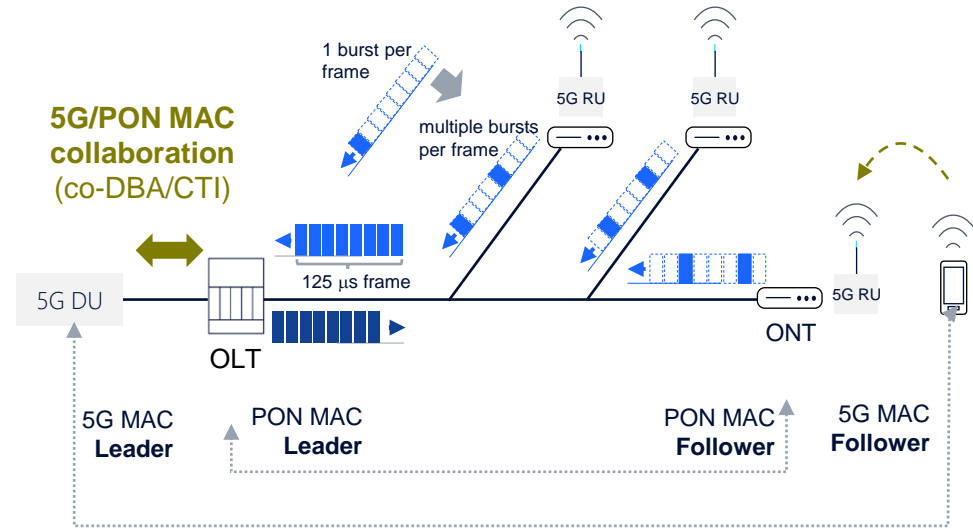 1 burst per
frame
5G RU
5G RU
5G/PON MAC
collaboration
(co-DBA/CTI)
multiple bursts
per frame
125 μs frame
5G DU
5G RU
OLT
ONT
5G MAC
Leader
PON MAC
Leader
PON MAC
Follower
5G MAC
Follower